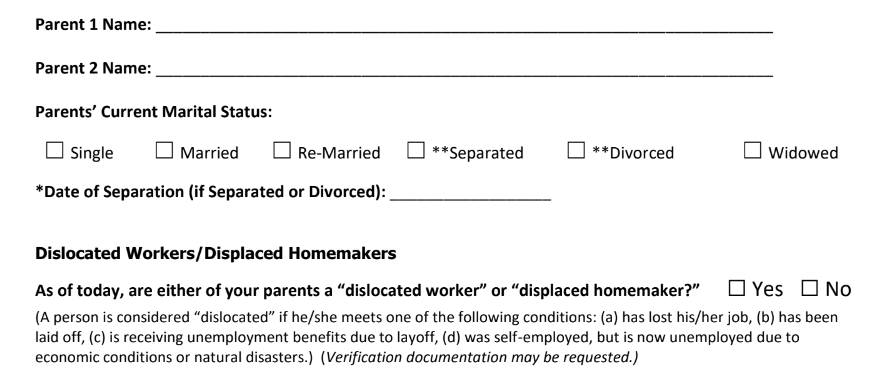 Parent 1 Name: ______________________________________________________________________
Parent 2 Name: ______________________________________________________________________
Parents’ Current Marital Status:
☐ Single ☐ Married ☐ Re-Married ☐ **Separated ☐ **Divorced ☐ Widowed
*Date of Separation (if Separated or Divorced): __________________
Dislocated Workers/Displaced Homemakers
As of today, are either of your parents a “dislocated worker” or “displaced homemaker?” ☐ Yes ☐ No
(A person is considered “dislocated” if he/she meets one of the following conditions: (a) has lost his/her job, (b) has been
laid off, (c) is receiving unemployment benefits due to layoff, (d) was self-employed, but is now unemployed due to
economic conditions or natural disasters.) (Verification documentation may be requested.)